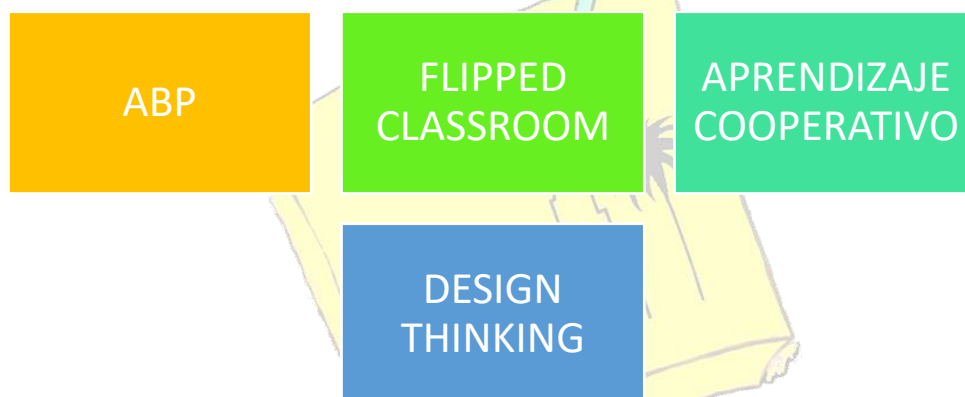 ABP
FLIPPED
CLASSROOM
APRENDIZAJE
COOPERATIVO
DESIGN
THINKING